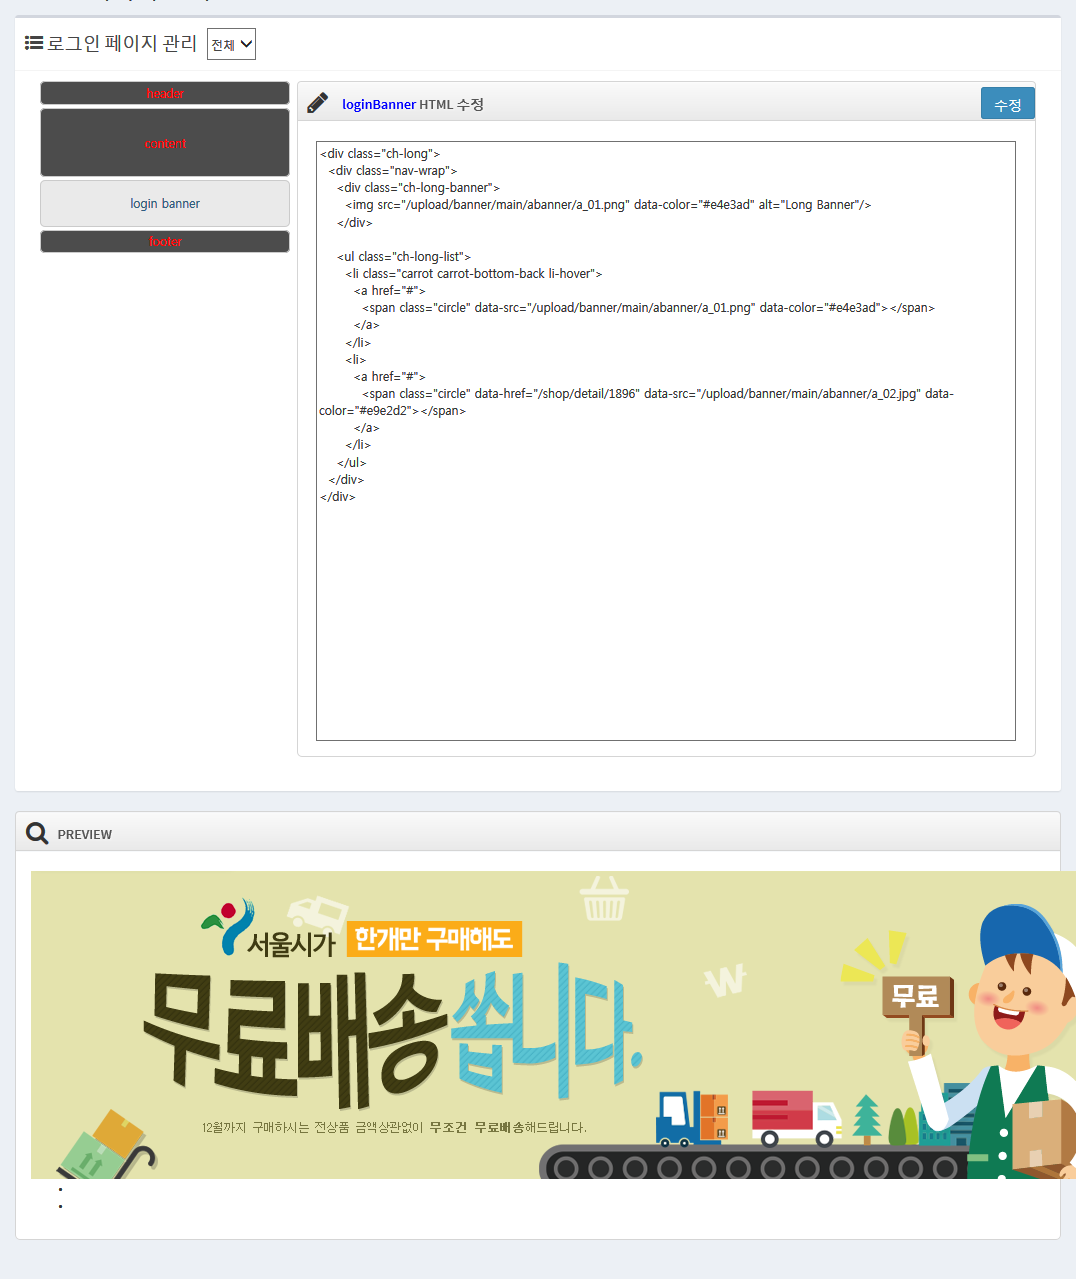 로그인 페이지 관리 전체
header
content
login banner
footer
loginBanner HTML 수정
수정
<div class="ch-long">
<div class="nav-wrap">
<div class="ch-long-banner">
<img src="/upload/banner/main/abanner/a_01.png" data-color="#e4e3ad" alt="Long Banner"/>
</div>
<ul class="ch-long-list">
<li class="carrot carrot-bottom-back li-hover">
<a href="#">
<span class="circle" data-src="/upload/banner/main/abanner/a_01.png" data-color="#e4e3ad"></span>
</a>
</li>
<li>
<a href="#">
<span class="circle" data-href="/shop/detail/1896" data-src="/upload/banner/main/abanner/a_02.jpg" data-
color="#e9e2d2"></span>
</a>
</li>
</ul>
</div>
</div>
PREVIEW
서울시가 한개만 구매해도
무료배송쏩니다.
무료
12월까지 구매하시는 전상품 금액상관없이 무조건 무료배송해드립니다.